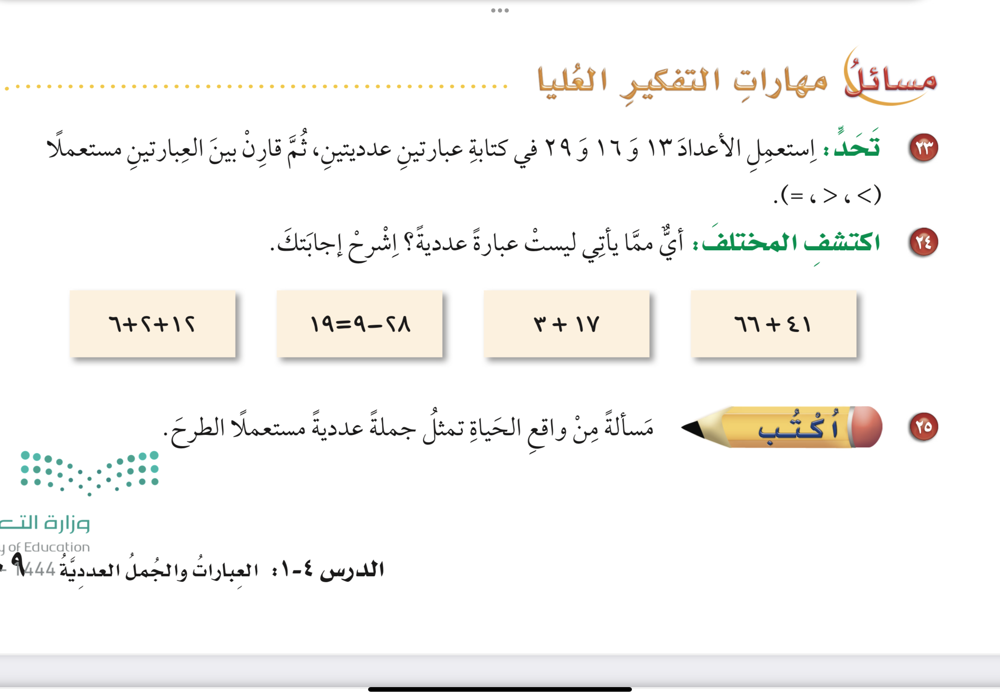 مسائلُ مهاراتِ التفكيرِ العُليا
٢٣ تَحَدٍّ: اِستعمِلِ الأعدادَ ١٣ وَ ١٦ وَ ٢٩ في كتابةِ عبارتينِ عدديتينِ، ثُمَّ قارِنْ بينَ العِبارتينِ مستعملًا
(< ، > ، =).
٢٤ اكتشفِ المختلفَ: أيٌّ ممَّا يأتِي ليستْ عبارةً عدديةً؟ اِشْرحْ إجابَتكَ.
٤١ + ٦٦
١٧ + ٣
٢٨–٩=١٩
١٢+٢+٦
٢٥ اُكْتُب مَسألةً مِنْ واقعِ الحَياةِ تمثلُ جملةً عدديةً مستعملًا الطرحَ.
وزارة
of Education
1444
الدرس ٤-١: العِباراتُ والجُملُ العددِيَّةُ